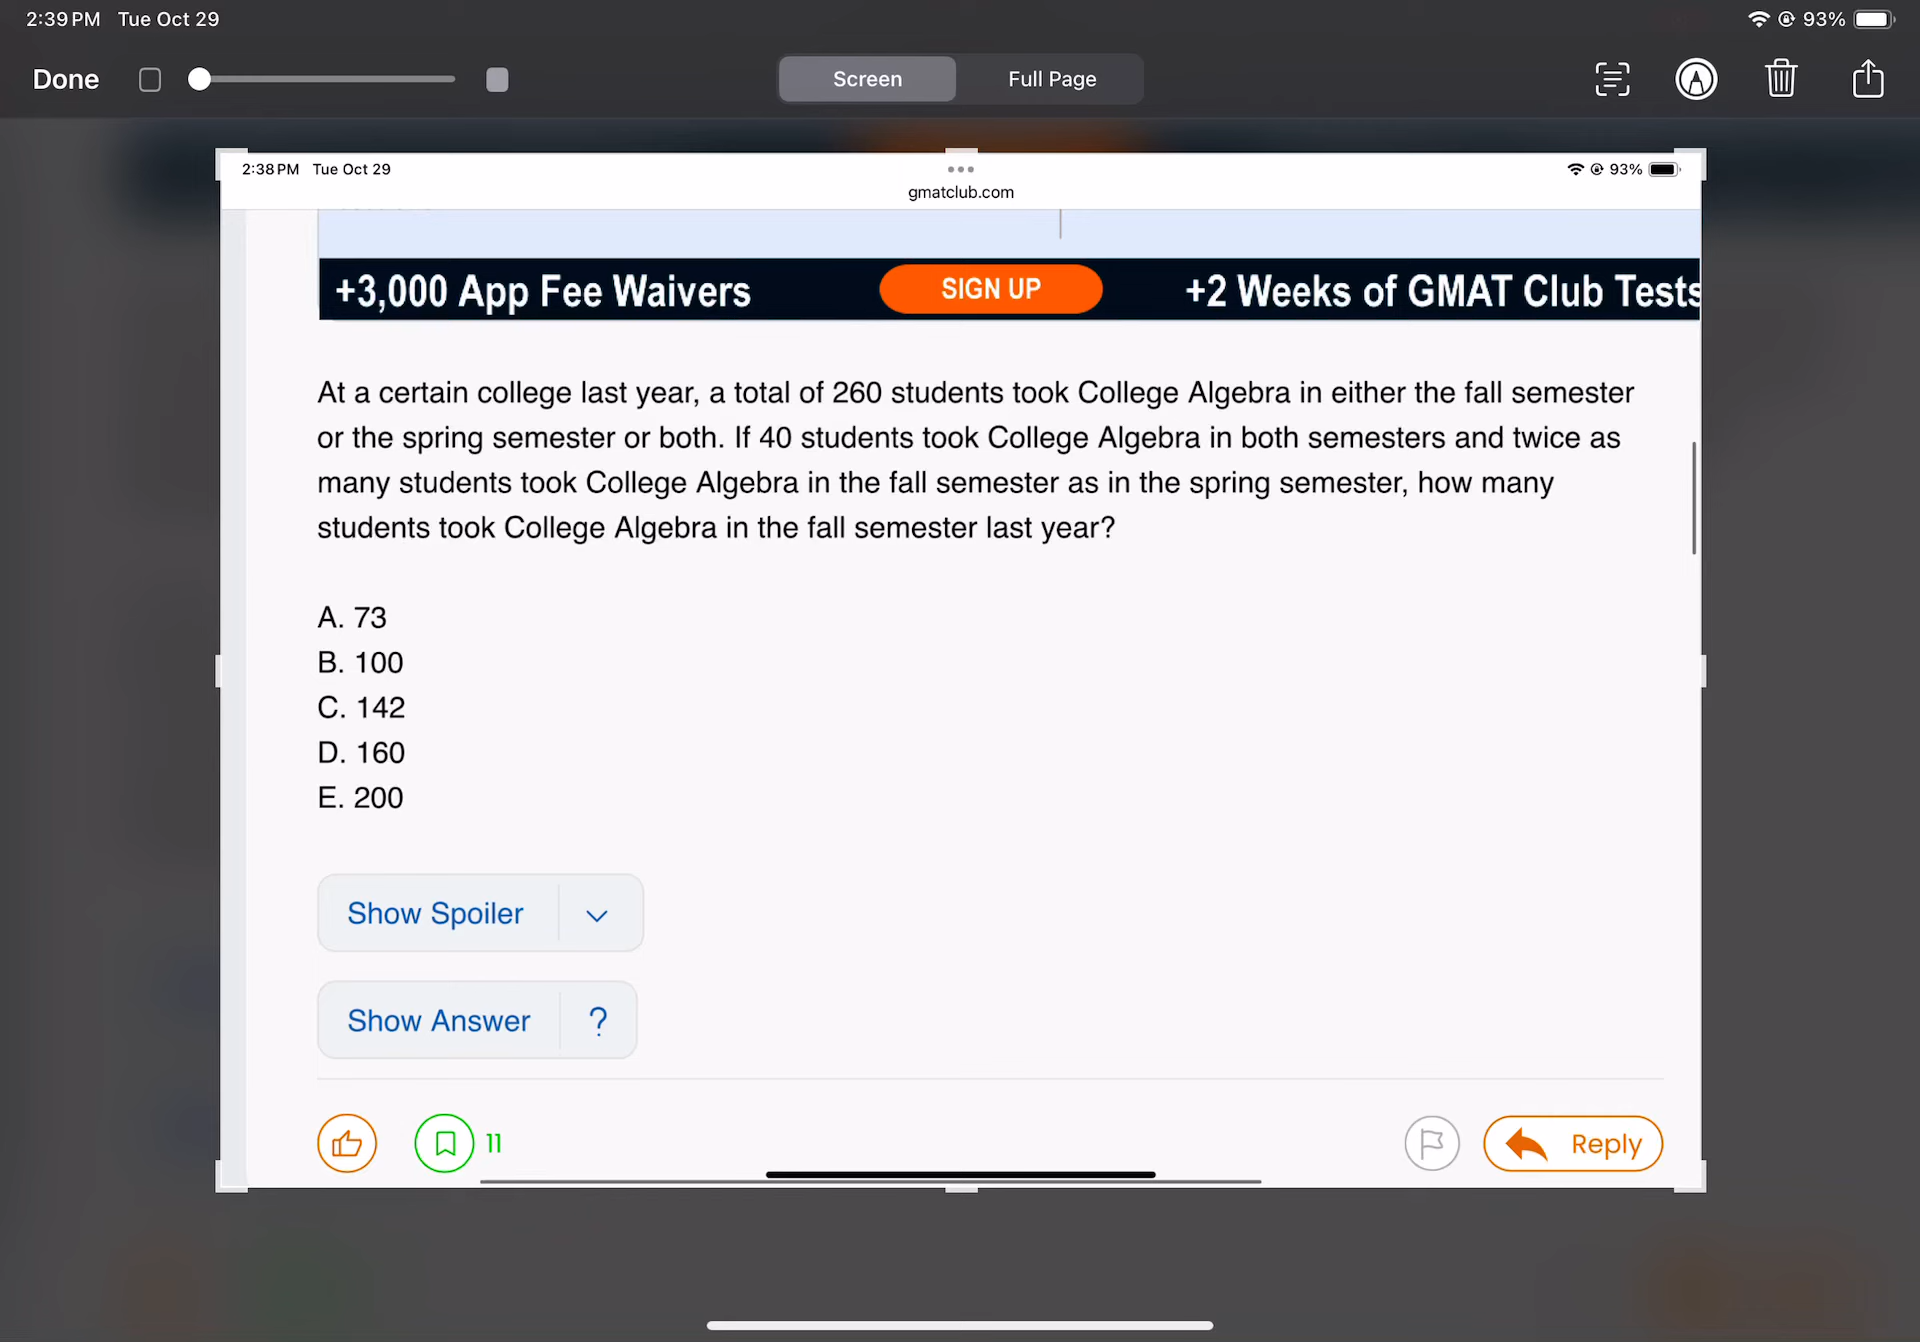 2:39 PM Tue Oct 29
93%
Done
Screen
Full Page
2:38 PM Tue Oct 29
93%
gmatclub.com
+3,000 App Fee Waivers
SIGN UP
+2 Weeks of GMAT Club Tests
At a certain college last year, a total of 260 students took College Algebra in either the fall semester
or the spring semester or both. If 40 students took College Algebra in both semesters and twice as
many students took College Algebra in the fall semester as in the spring semester, how many
students took College Algebra in the fall semester last year?
A. 73
B. 100
C. 142
D. 160
E. 200
Show Spoiler
Show Answer ?
11
Reply